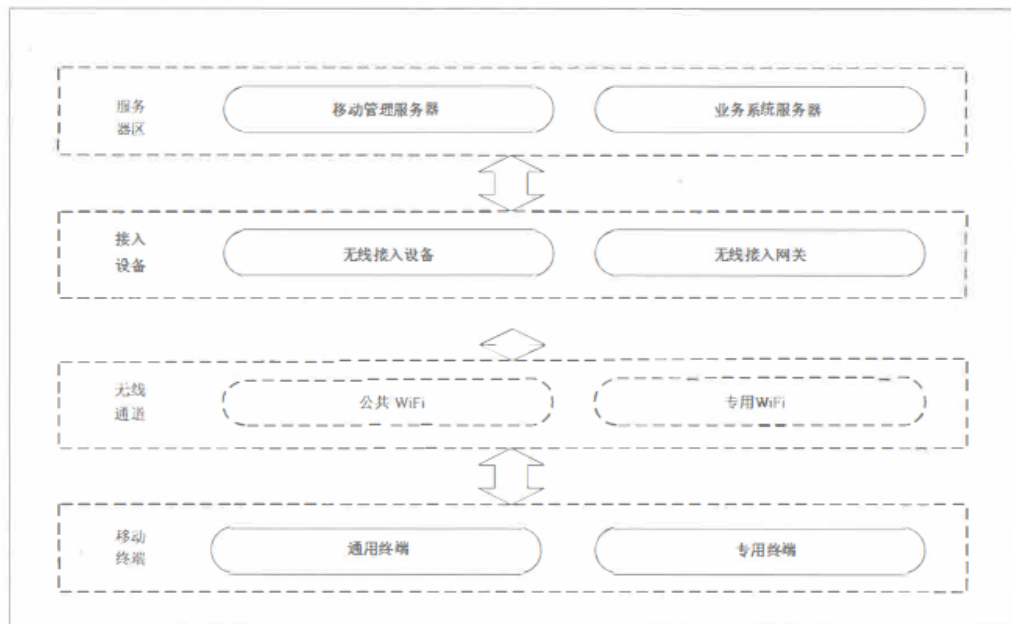 服务
器区
移动管理服务器
业务系统服务器
接入
设备
无线接入设备
无线接入网关
无线
通道
公共 WiFi
专用WiFi
移动
终端
通用终端
专用终端